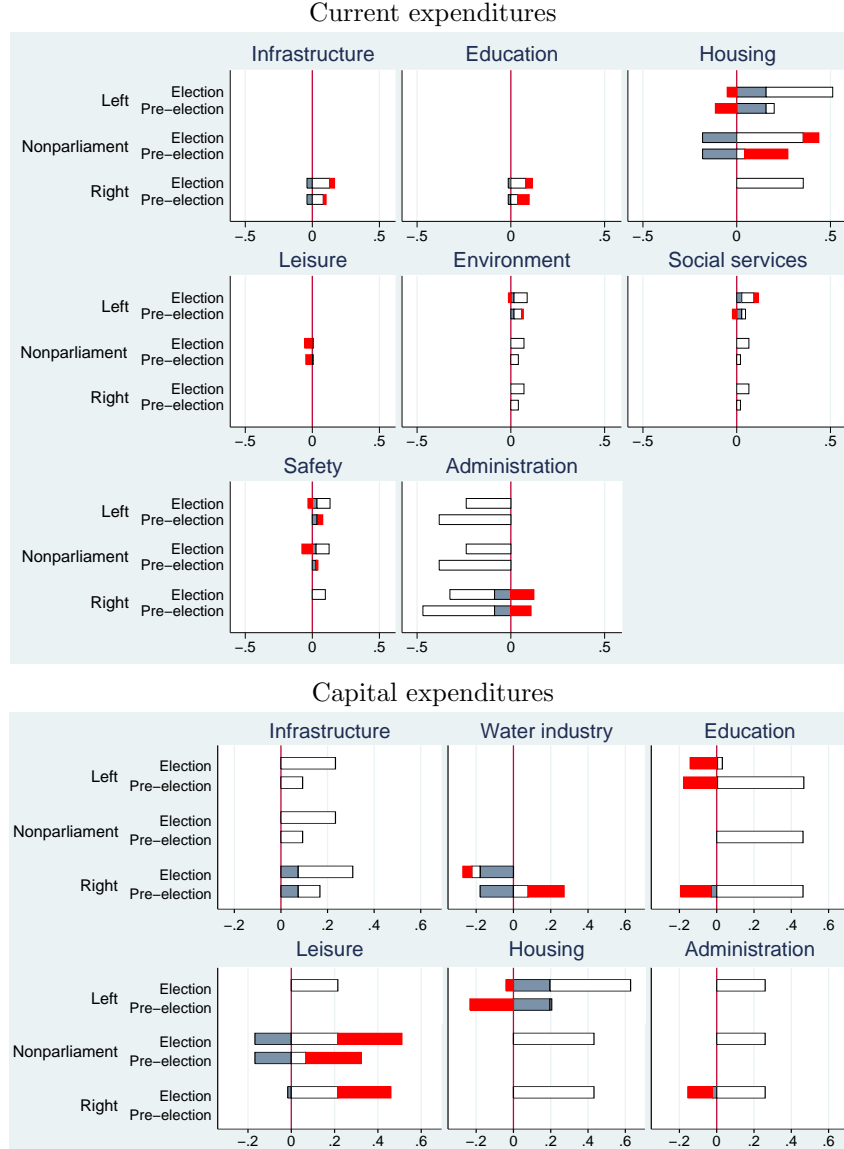 Current expenditures
Infrastructure Education Housing
Left Election
Pre−election
Nonparliament Election
Pre−election
Right Election
Pre−election
−.5 0 .5 −.5 0 .5 −.5 0 .5
Leisure Environment Social services
Left Election
Pre−election
Nonparliament Election
Pre−election
Right Election
Pre−election
−.5 0 .5 −.5 0 .5 −.5 0 .5
Safety Administration
Left Election
Pre−election
Nonparliament Election
Pre−election
Right Election
Pre−election
−.5 0 .5 −.5 0 .5
Capital expenditures
Infrastructure Water industry Education
Left Election
Pre−election
Nonparliament Election
Pre−election
Right Election
Pre−election
−.2 0 .2 .4 .6 −.2 0 .2 .4 .6 −.2 0 .2 .4 .6
Leisure Housing Administration
Left Election
Pre−election
Nonparliament Election
Pre−election
Right Election
Pre−election
−.2 0 .2 .4 .6 −.2 0 .2 .4 .6 −.2 0 .2 .4 .6